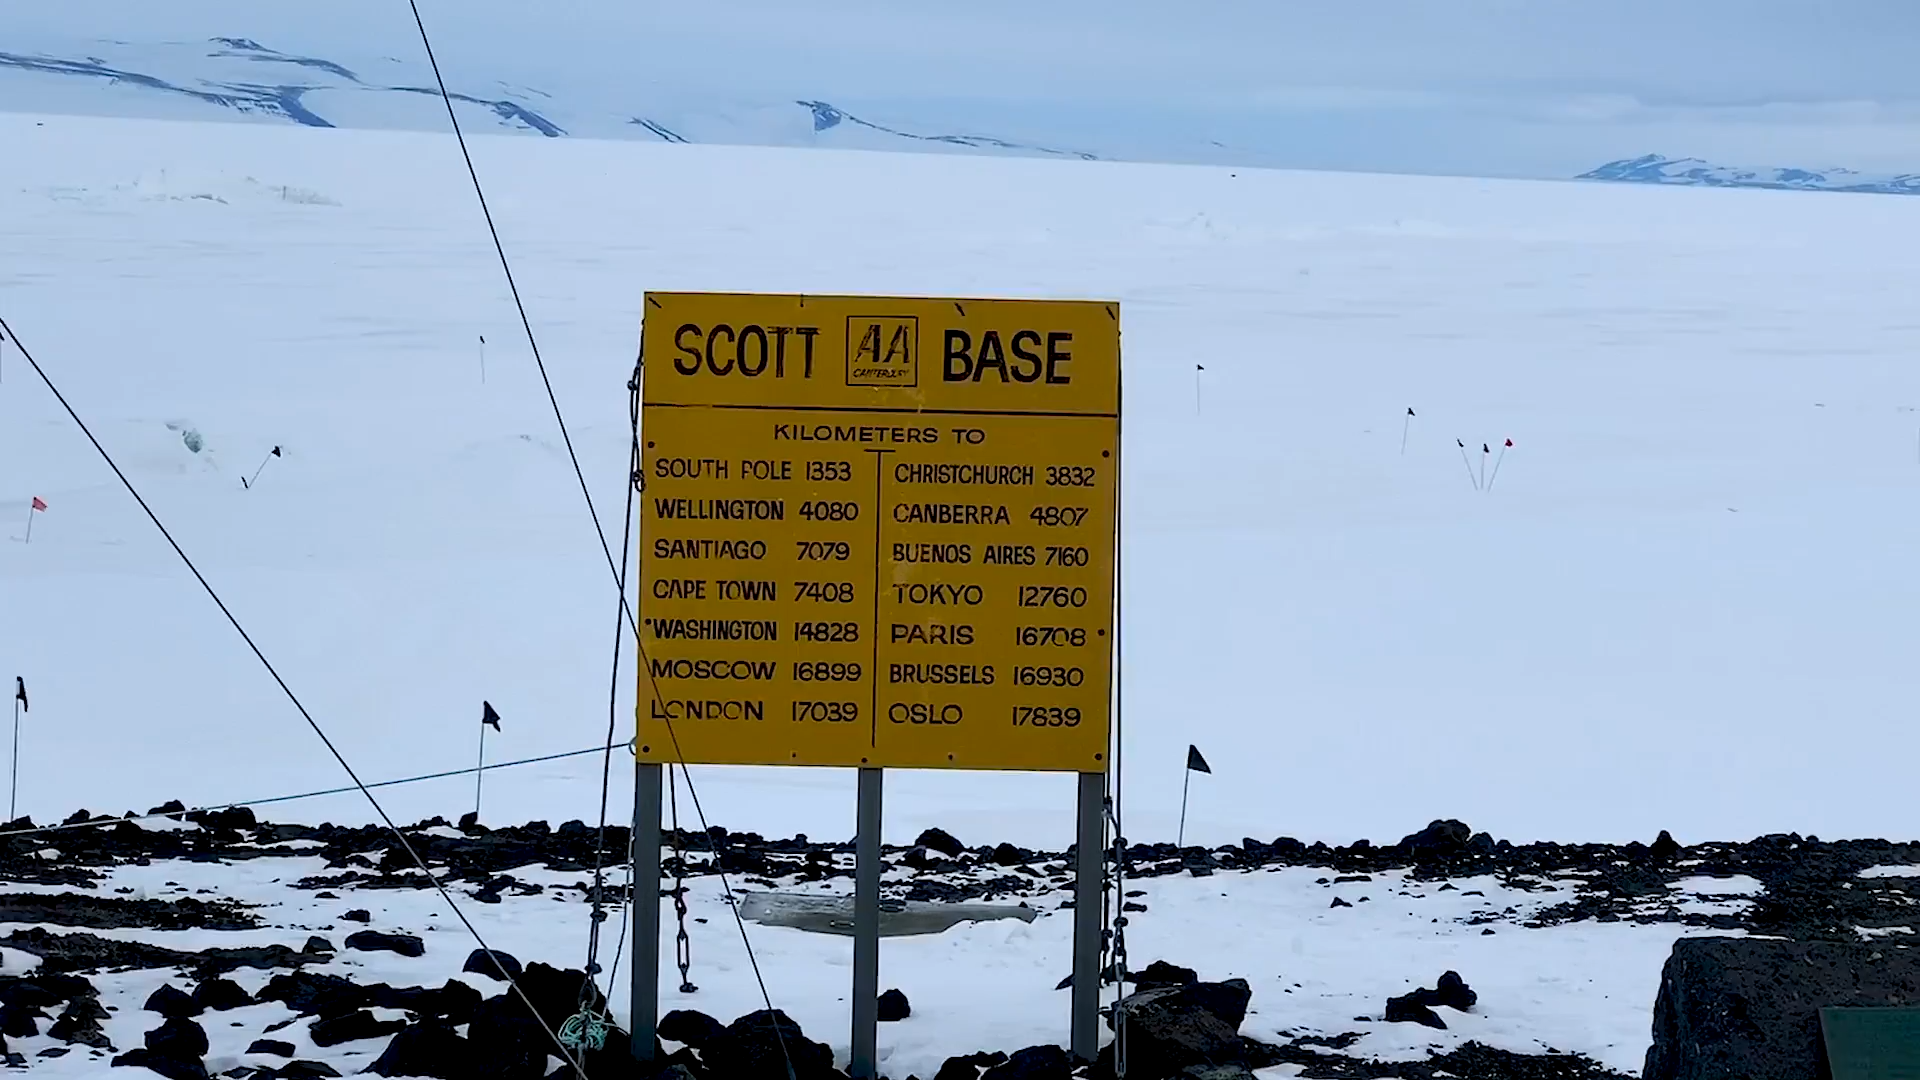 SCOTT AA BASE
CANTERBURY
KILOMETERS TO
SOUTH POLE 1353
WELLINGTON 4080
SANTIAGO 7079
CAPE TOWN 7408
WASHINGTON 14828
MOSCOW 16899
LONDON 17039
CHRISTCHURCH 3832
CANBERRA 4807
BUENOS AIRES 7160
TOKYO 12760
PARIS 16708
BRUSSELS 16930
OSLO 17839